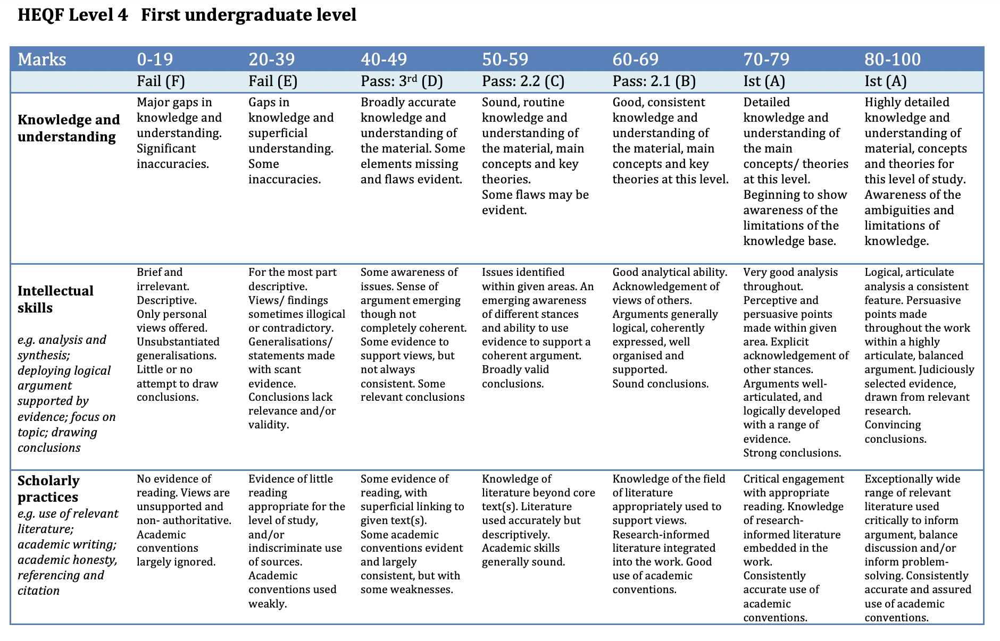 HEQF Level 4 First undergraduate level
Marks 0-19 20-39 40-49 50-59 60-69 70-79 80-100
Fail (F) Fail (E) Pass: 3rd (D) Pass: 2.2 (C) Pass: 2.1 (B) Ist (A) Ist (A)
Knowledge and
understanding
Major gaps in
knowledge and
understanding.
Significant
inaccuracies.
Gaps in
knowledge and
superficial
understanding.
Some
inaccuracies.
Broadly accurate
knowledge and
understanding of
the material. Some
elements missing
and flaws evident.
Sound, routine
knowledge and
understanding of
the material, main
concepts and key
theories.
Some flaws may be
evident.
Good, consistent
knowledge and
understanding of
the material, main
concepts and key
theories at this level.
Detailed
knowledge and
understanding of
the main
concepts/ theories
at this level.
Beginning to show
awareness of the
limitations of the
knowledge base.
Highly detailed
knowledge and
understanding of
material, concepts
and theories for
this level of study.
Awareness of the
ambiguities and
limitations of
knowledge.
Intellectual
skills
e.g. analysis and
synthesis;
deploying logical
argument
supported by
evidence; focus on
topic; drawing
conclusions
Brief and
irrelevant.
Descriptive.
Only personal
views offered.
Unsubstantiated
generalisations.
Little or no
attempt to draw
conclusions.
For the most part
descriptive.
Views/ findings
sometimes illogical
or contradictory.
Generalisations/
statements made
with scant
evidence.
Conclusions lack
relevance and/or
validity.
Some awareness of
issues. Sense of
argument emerging
though not
completely coherent.
Some evidence to
support views, but
not always
consistent. Some
relevant conclusions
Issues identified
within given areas. An
emerging awareness
of different stances
and ability to use
evidence to support a
coherent argument.
Broadly valid
conclusions.
Good analytical ability.
Acknowledgement of
views of others.
Arguments generally
logical, coherently
expressed, well
organised and
supported.
Sound conclusions.
Very good analysis
throughout.
Perceptive and
persuasive points
made within given
area. Explicit
acknowledgement of
other stances.
Arguments well-
articulated, and
logically developed
with a range of
evidence.
Strong conclusions.
Logical, articulate
analysis a consistent
feature. Persuasive
points made
throughout the work
within a highly
articulate, balanced
argument. Judiciously
selected evidence,
drawn from relevant
research.
Convincing
conclusions.
Scholarly
practices
e.g. use of relevant
literature;
academic writing;
academic honesty,
referencing and
citation
No evidence of
reading. Views are
unsupported and
non- authoritative.
Academic
conventions
largely ignored.
Evidence of little
reading
appropriate for the
level of study,
and/or
indiscriminate use
of sources.
Academic
conventions used
weakly.
Some evidence of
reading, with
superficial linking to
given text(s).
Some academic
conventions evident
and largely
consistent, but with
some weaknesses.
Knowledge of
literature beyond core
text(s). Literature
used accurately but
descriptively.
Academic skills
generally sound.
Knowledge of the field
of literature
appropriately used to
support views.
Research-informed
literature integrated
into the work. Good
use of academic
conventions.
Critical engagement
with appropriate
reading. Knowledge
of research-
informed literature
embedded in the
work.
Consistently
accurate use of
academic
conventions.
Exceptionally wide
range of relevant
literature used
critically to inform
argument, balance
discussion and/or
inform problem-
solving. Consistently
accurate and assured
use of academic
conventions.